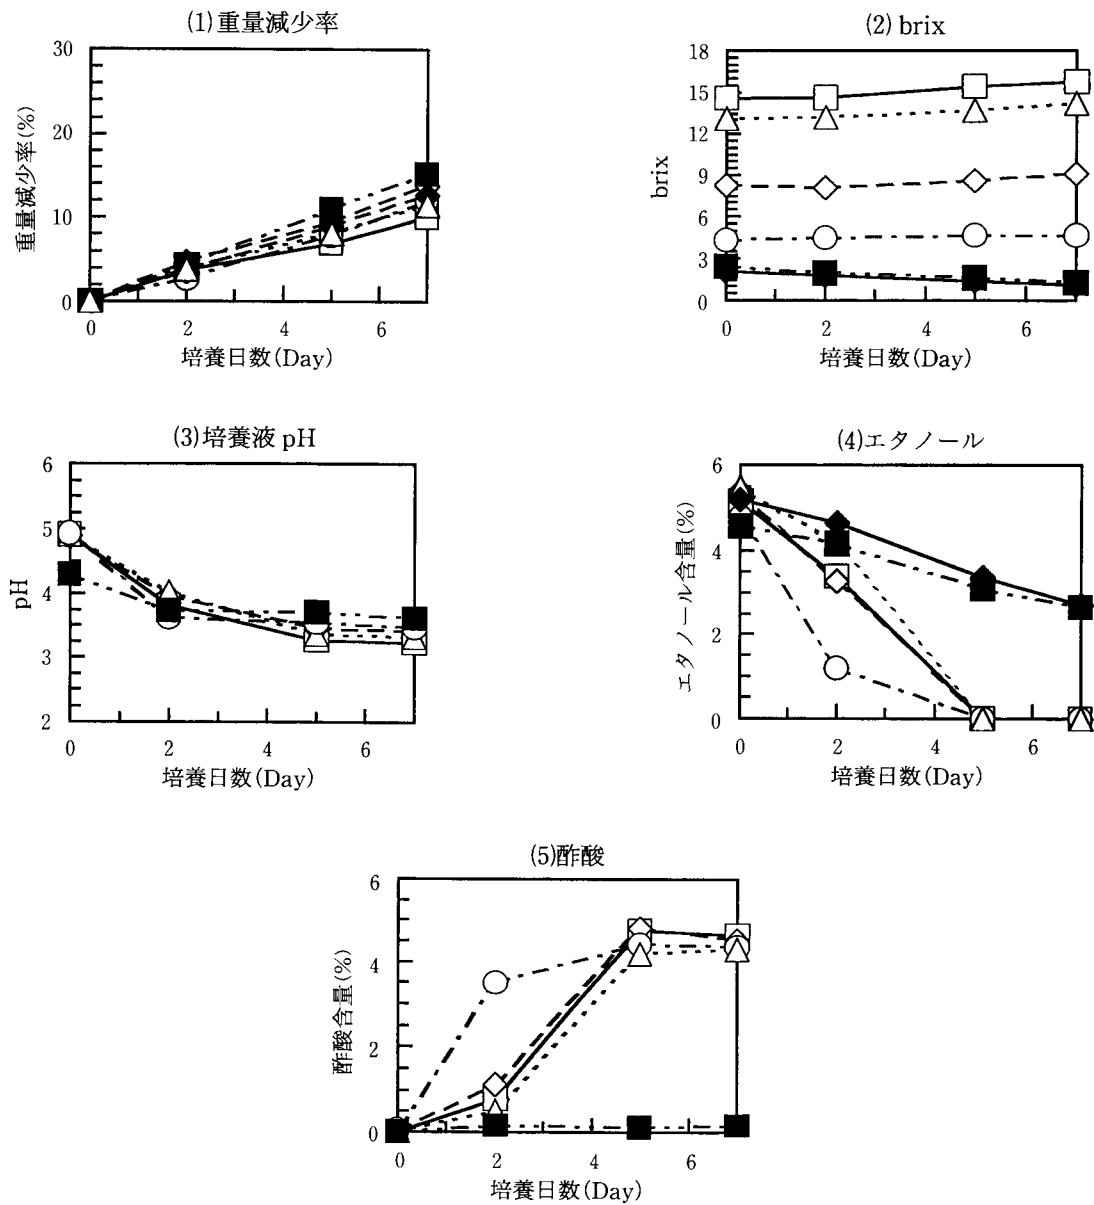 (1)重量減少率
30
20
10
0
重量減少率(%)
0 2 4 6
培養日数(Day)
(2) brix
18
15
12
9
6
3
0
brix
0 2 4 6
培養日数(Day)
(3)培養液 pH
6
5
4
3
2
pH
0 2 4 6
培養日数(Day)
(4)エタノール
6
4
2
0
エタノール含量(%)
0 2 4 6
培養日数(Day)
(5)酢酸
6
4
2
0
酢酸含量(%)
0 2 4 6
培養日数(Day)